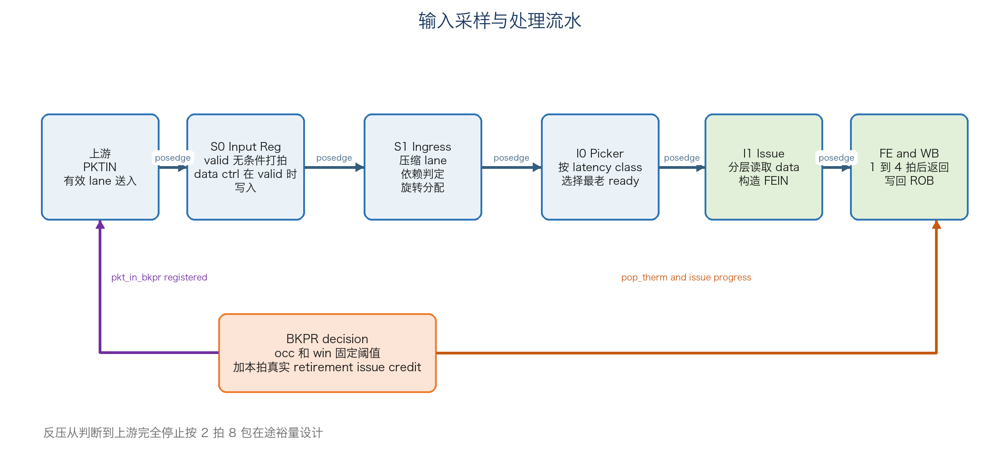 输入采样与处理流水
上游
PKTIN
有效 lane 送入
posedge
S0 Input Reg
valid 无条件打拍
data ctrl 在 valid 时
写入
posedge
S1 Ingress
压缩 lane
依赖判定
旋转分配
posedge
I0 Picker
按 latency class
选择最老 ready
posedge
I1 Issue
分层读取 data
构造 FEIN
posedge
FE and WB
1 到 4 拍后返回
写回 ROB
pkt_in_bkpr registered
pop_therm and issue progress
BKPR decision
occ 和 win 固定阈值
加本拍真实 retirement issue credit
反压从判断到上游完全停止按 2 拍 8 包在途裕量设计